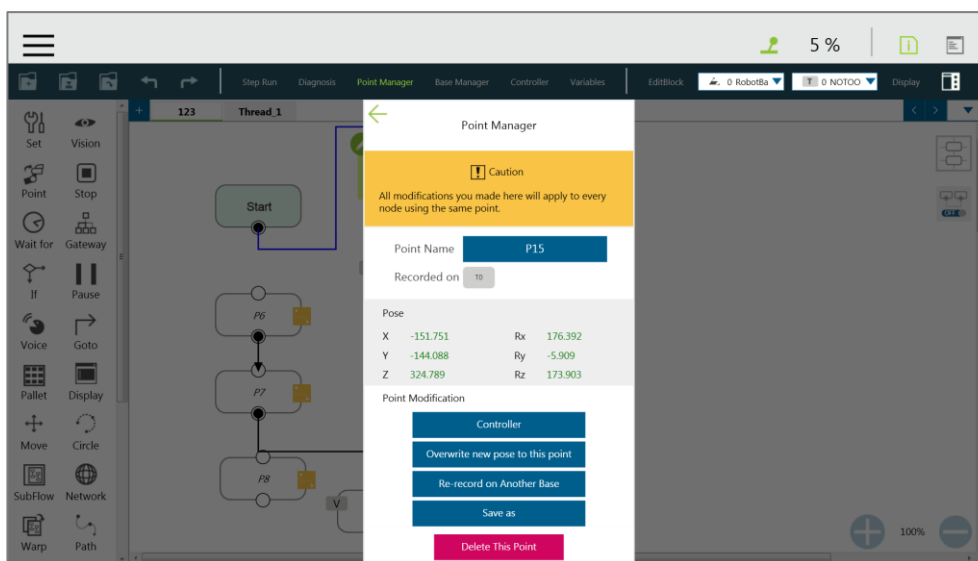 5 %
Step Run Diagnosis Point Manager Base Manager Controller Variables EditBlock 0 RobotBa T 0 NOTOO Display
+ 123 Thread_1
Set Vision
Point Stop
Wait for Gateway
If Pause
Voice Goto
Pallet Display
Move Circle
SubFlow Network
Warp Path
Start
P6
P7
P8
V
Point Manager
Caution
All modifications you made here will apply to every
node using the same point.
Point Name P15
Recorded on T0
Pose
X -151.751 Rx 176.392
Y -144.088 Ry -5.909
Z 324.789 Rz 173.903
Point Modification
Controller
Overwrite new pose to this point
Re-record on Another Base
Save as
Delete This Point
OFF
100%